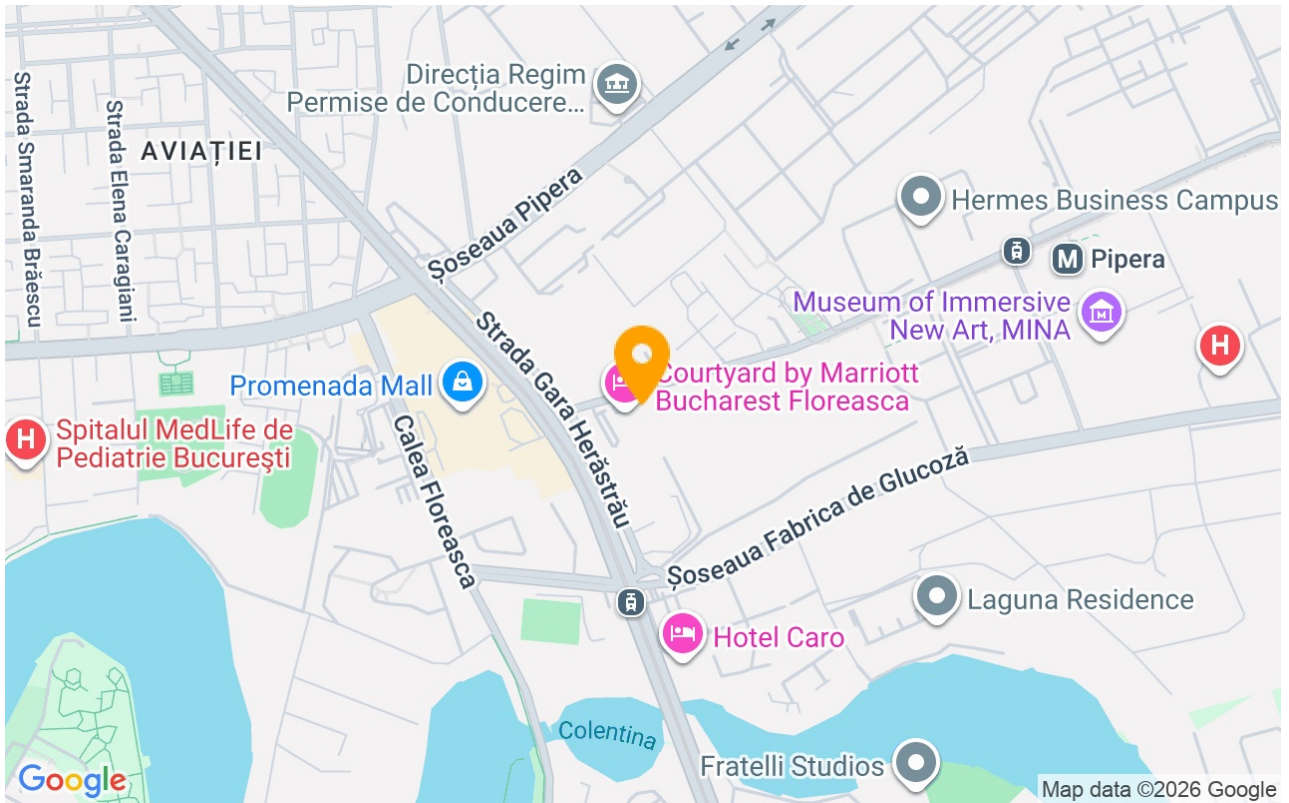 Direcția Regim
Permise de Conducere...
Strada Smaranda Brăescu
Strada Elena Caragiani
AVIAȚIEI
Șoseaua Pipera
Hermes Business Campus
M Pipera
Museum of Immersive
New Art, MINA
Strada Gara Herăstrău
H
Promenada Mall
Courtyard by Marriott
Bucharest Floreasca
H
Spitalul MedLife de
Pediatrie Bucureşti
Calea Floreasca
Șoseaua Fabrica de Glucoză
Laguna Residence
Hotel Caro
Colentina
Fratelli Studios
Google
Map data ©2026 Google